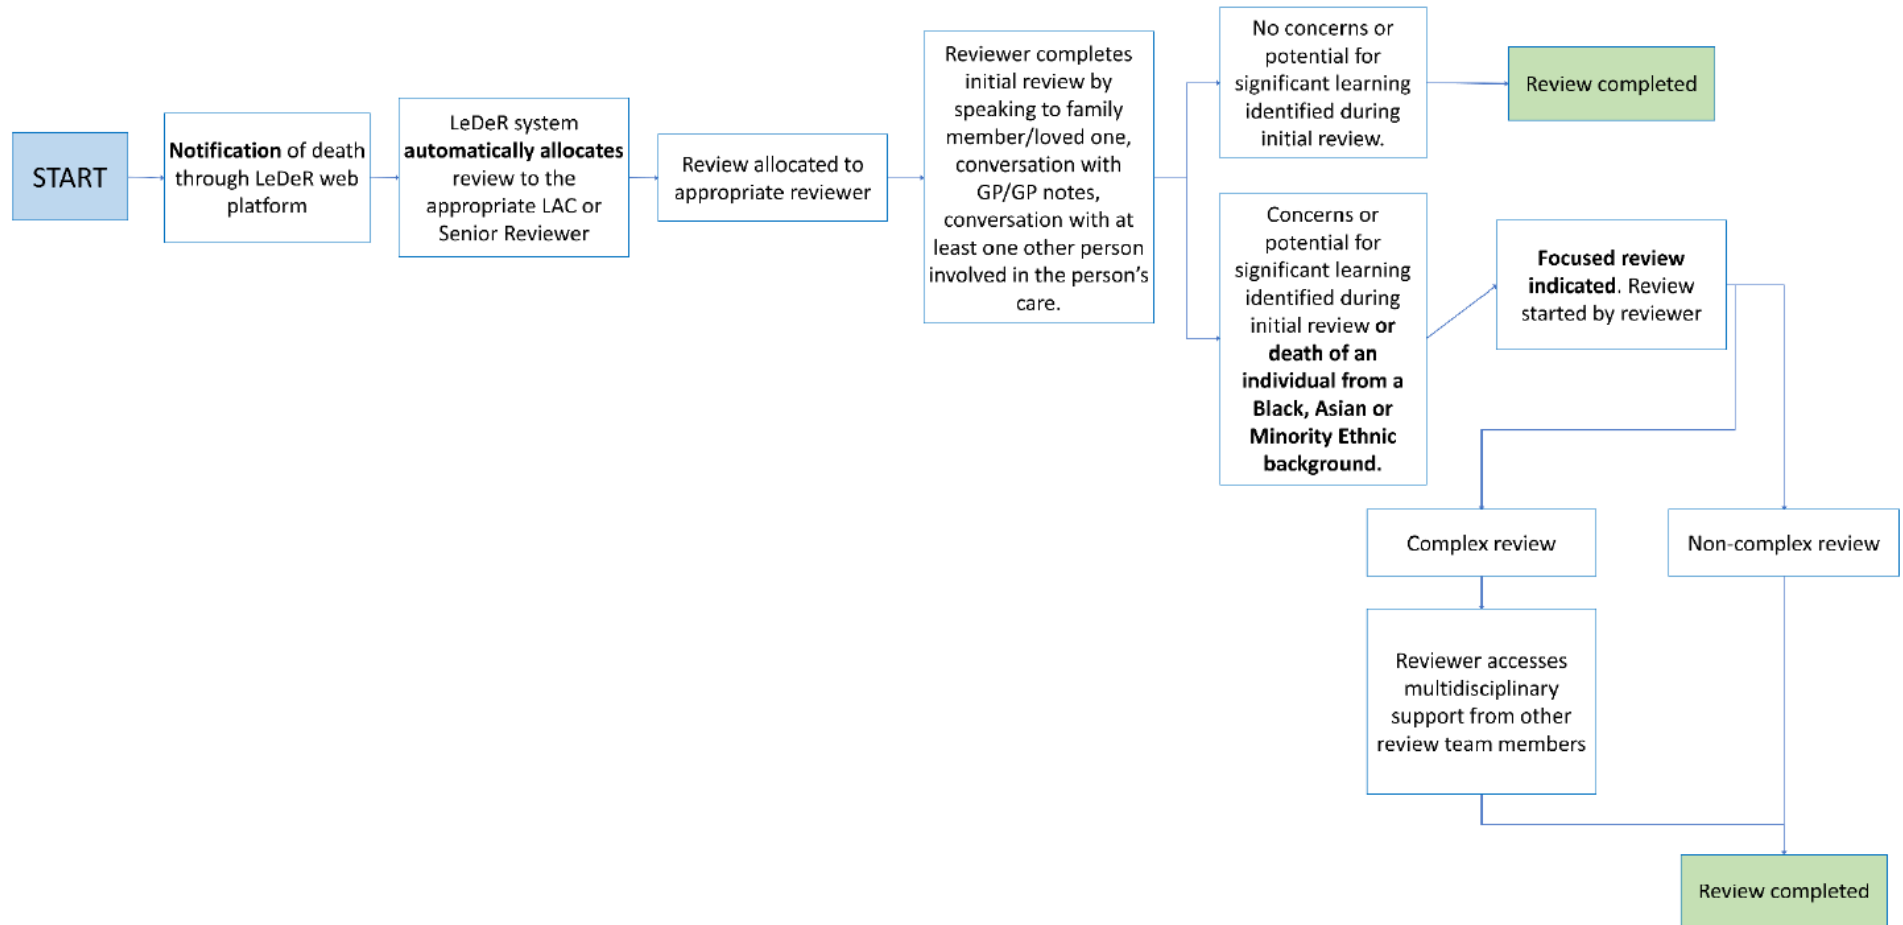 START
Notification of death
through LeDeR web
platform
LeDeR system
automatically allocates
review to the
appropriate LAC or
Senior Reviewer
Review allocated to
appropriate reviewer
Reviewer completes
initial review by
speaking to family
member/loved one,
conversation with
GP/GP notes,
conversation with at
least one other person
involved in the person’s
care.
No concerns or
potential for
significant learning
identified during
initial review.
Review completed
Concerns or
potential for
significant learning
identified during
initial review or
death of an
individual from a
Black, Asian or
Minority Ethnic
background.
Focused review
indicated. Review
started by reviewer
Complex review
Non-complex review
Reviewer accesses
multidisciplinary
support from other
review team members
Review completed